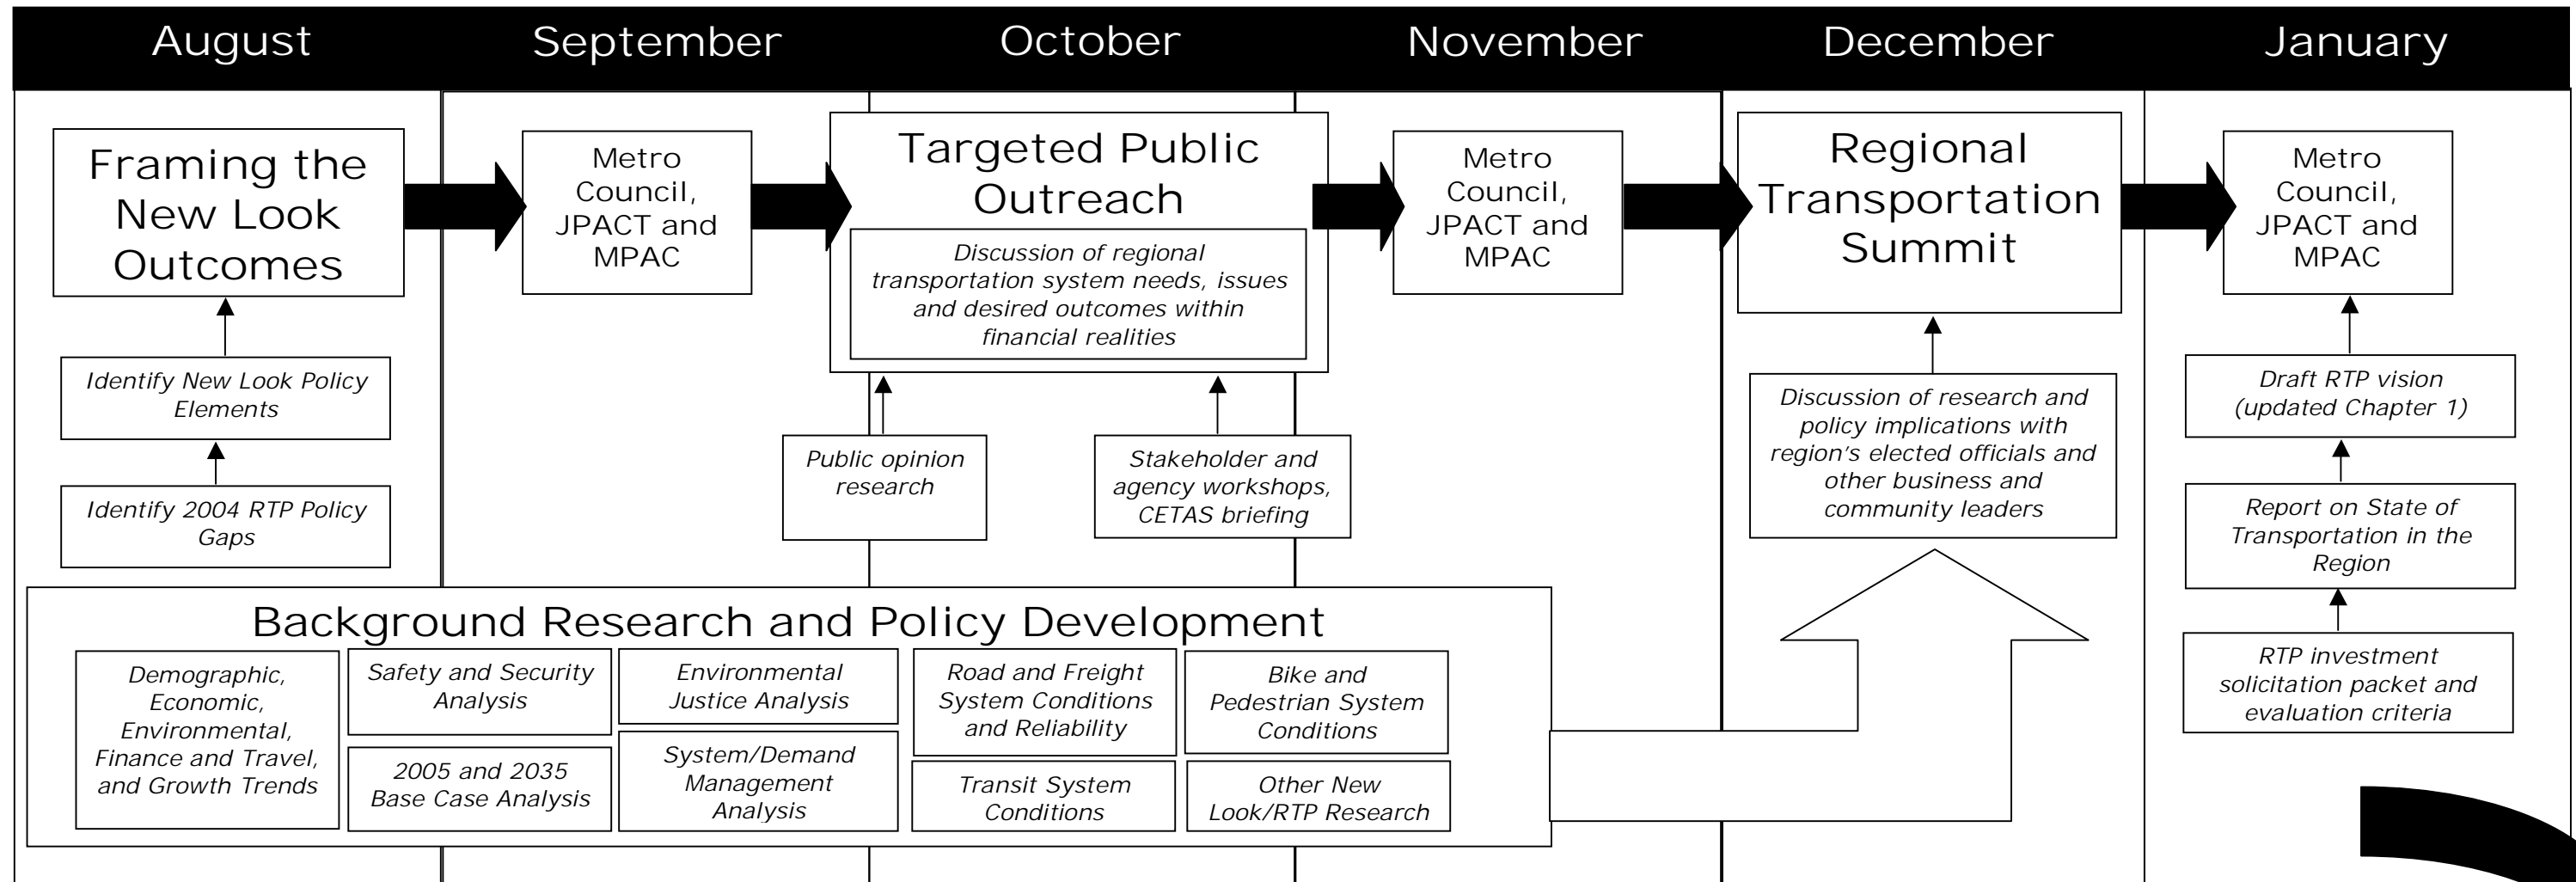 August
September
October
November
December
January
Framing the
New Look
Outcomes
Identify New Look Policy
Elements
Identify 2004 RTP Policy
Gaps
Metro
Council,
JPACT and
MPAC
Targeted Public
Outreach
Discussion of regional
transportation system needs, issues
and desired outcomes within
financial realities
Public opinion
research
Stakeholder and
agency workshops,
CETAS briefing
Metro
Council,
JPACT and
MPAC
Regional
Transportation
Summit
Discussion of research and
policy implications with
region's elected officials and
other business and
community leaders
Metro
Council,
JPACT and
MPAC
Draft RTP vision
(updated Chapter 1)
Report on State of
Transportation in the
Region
RTP investment
solicitation packet and
evaluation criteria
Background Research and Policy Development
Demographic,
Economic,
Environmental,
Finance and Travel,
and Growth Trends
Safety and Security
Analysis
2005 and 2035
Base Case Analysis
Environmental
Justice Analysis
System/Demand
Management
Analysis
Road and Freight
System Conditions
and Reliability
Transit System
Conditions
Bike and
Pedestrian System
Conditions
Other New
Look/RTP Research